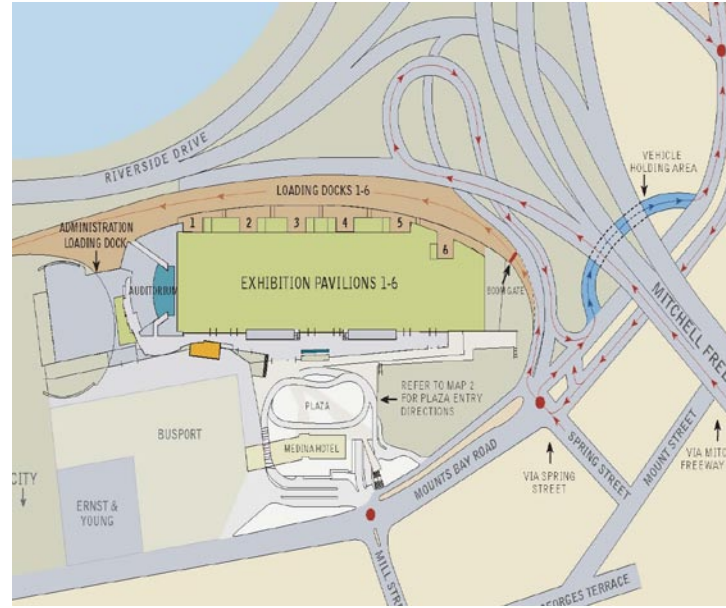 RIVERSIDE DRIVE
VEHICLE
HOLDING AREA
LOADING DOCKS 1-6
ADMINISTRATION
LOADING DOCK
1
2
3
4
5
6
AUDITORIUM
EXHIBITION PAVILIONS 1-6
BOOM GATE
MITCHELL FREE
REFER TO MAP 2
FOR PLAZA ENTRY
DIRECTIONS
PLAZA
BUSPORT
MEDINA HOTEL
MOUNTS BAY ROAD
SPRING STREET
MOUNT STREET
VIA MITC
FREEWAY
VIA SPRING
STREET
CITY
ERNST &
YOUNG
MILL STRE
GEORGES TERRACE